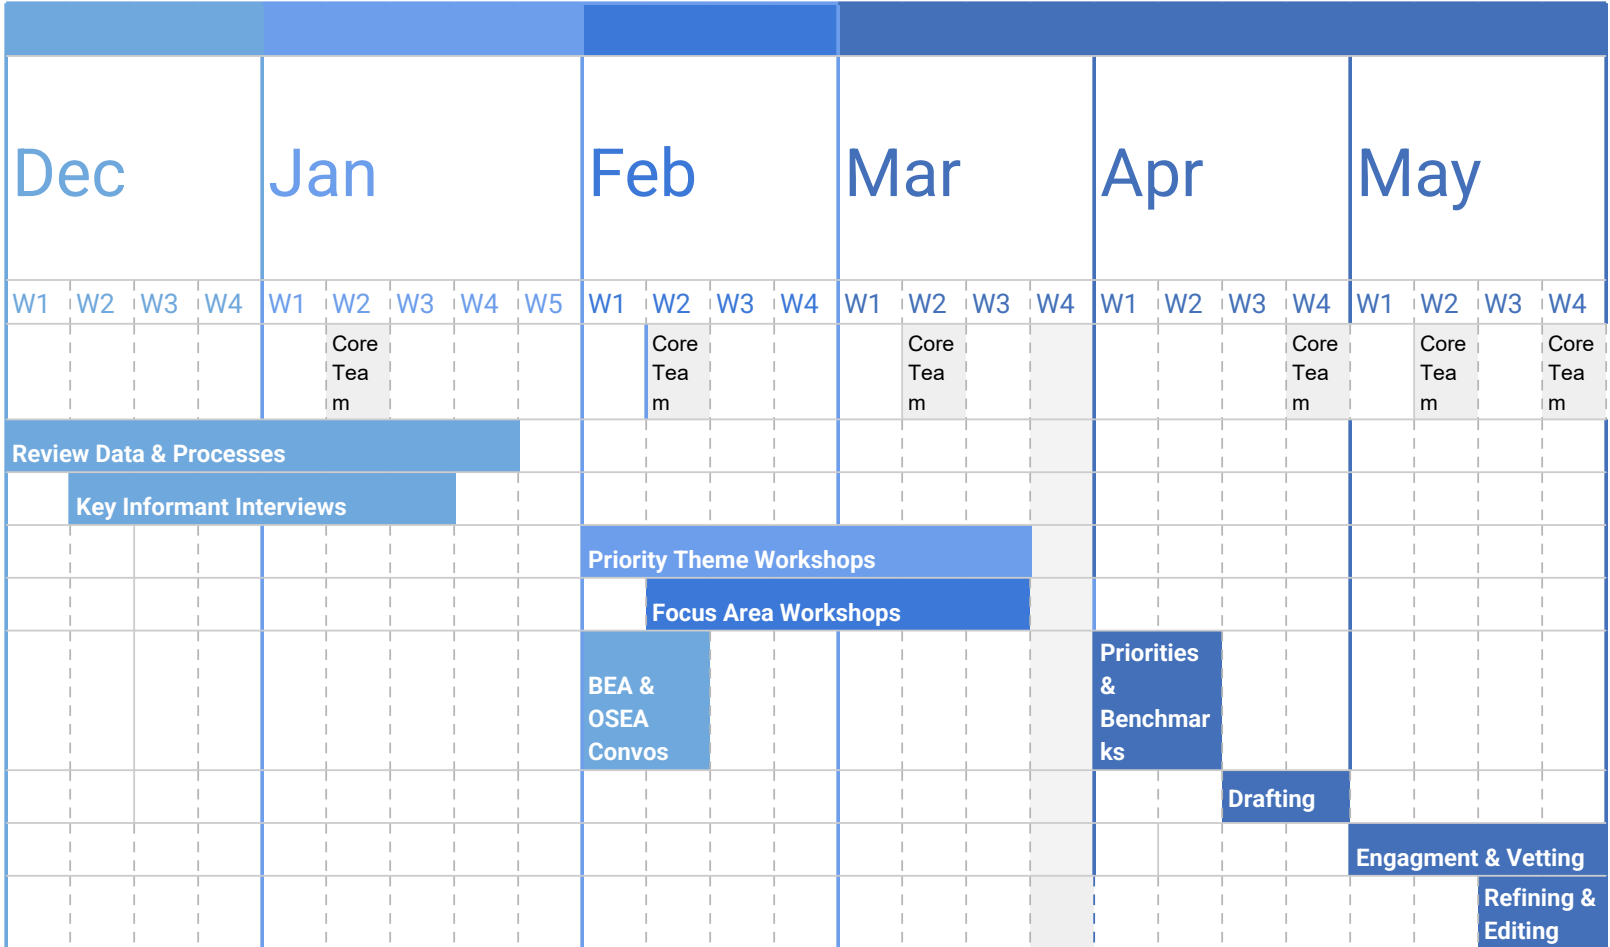 Dec Jan Feb Mar Apr May
W1 W2 W3 W4 W1 W2 W3 W4 W5 W1 W2 W3 W4 W1 W2 W3 W4 W1 W2 W3 W4 W1 W2 W3 W4
Core Core Core Core Core Core
Tea Tea Tea Tea Tea Tea
m m m m m m
Review Data & Processes
Key Informant Interviews
Priority Theme Workshops
Focus Area Workshops
BEA &
OSEA
Convos
Priorities
&
Benchmar
ks
Drafting
Engagment & Vetting
Refining &
Editing